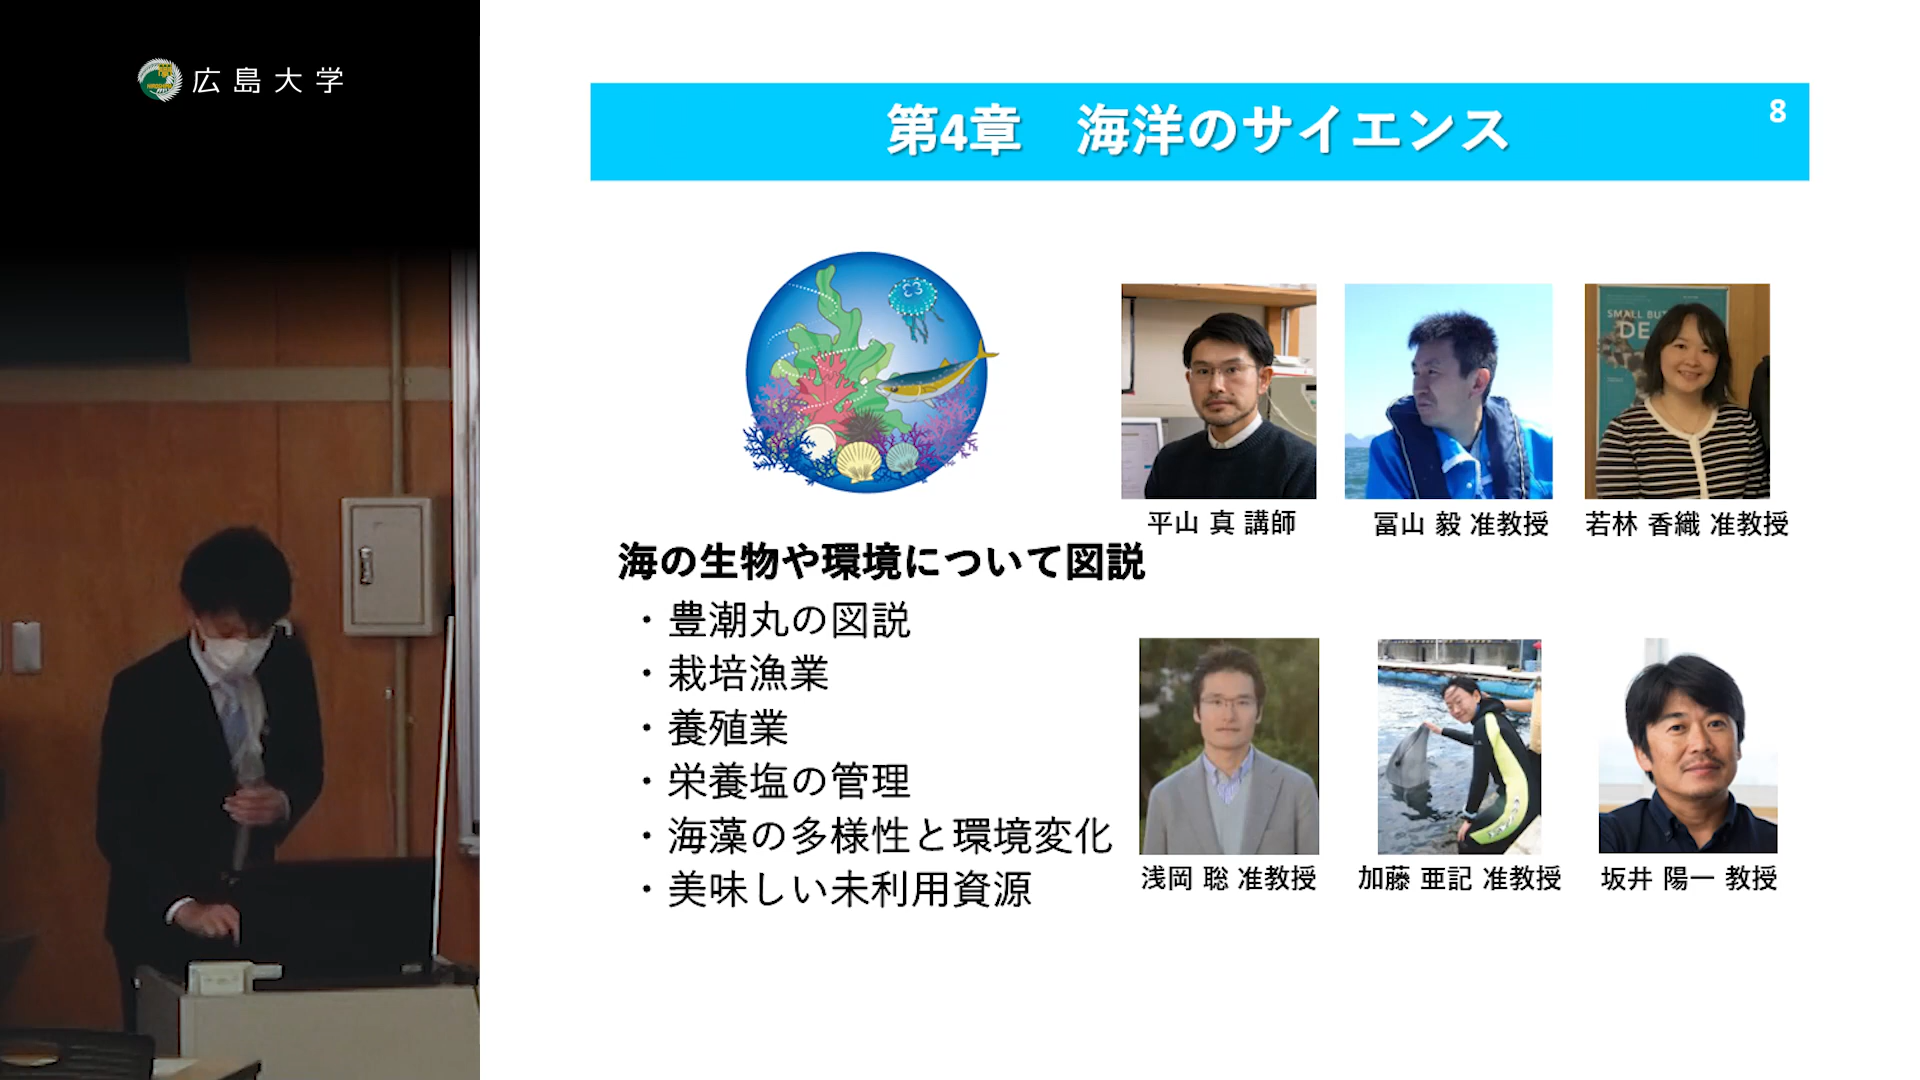 広島大学
第4章 海洋のサイエンス
8
SMALL BU
DE
平山 真 講師
冨山 毅 准教授
若林 香織 准教授
海の生物や環境について図説
・豊潮丸の図説
・栽培漁業
・養殖業
・栄養塩の管理
・海藻の多様性と環境変化
・美味しい未利用資源
浅岡 聡 准教授
加藤 亜記 准教授
坂井 陽一 教授